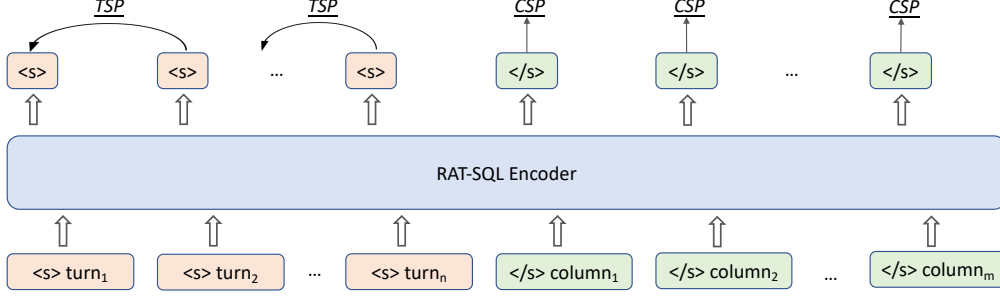 TSP TSP CSP CSP CSP
<s> <s> ... <s> </s> </s> ... </s>
RAT-SQL Encoder
<s> turn1 <s> turn2 ... <s> turnn </s> column1 </s> column2 ... </s> columnm